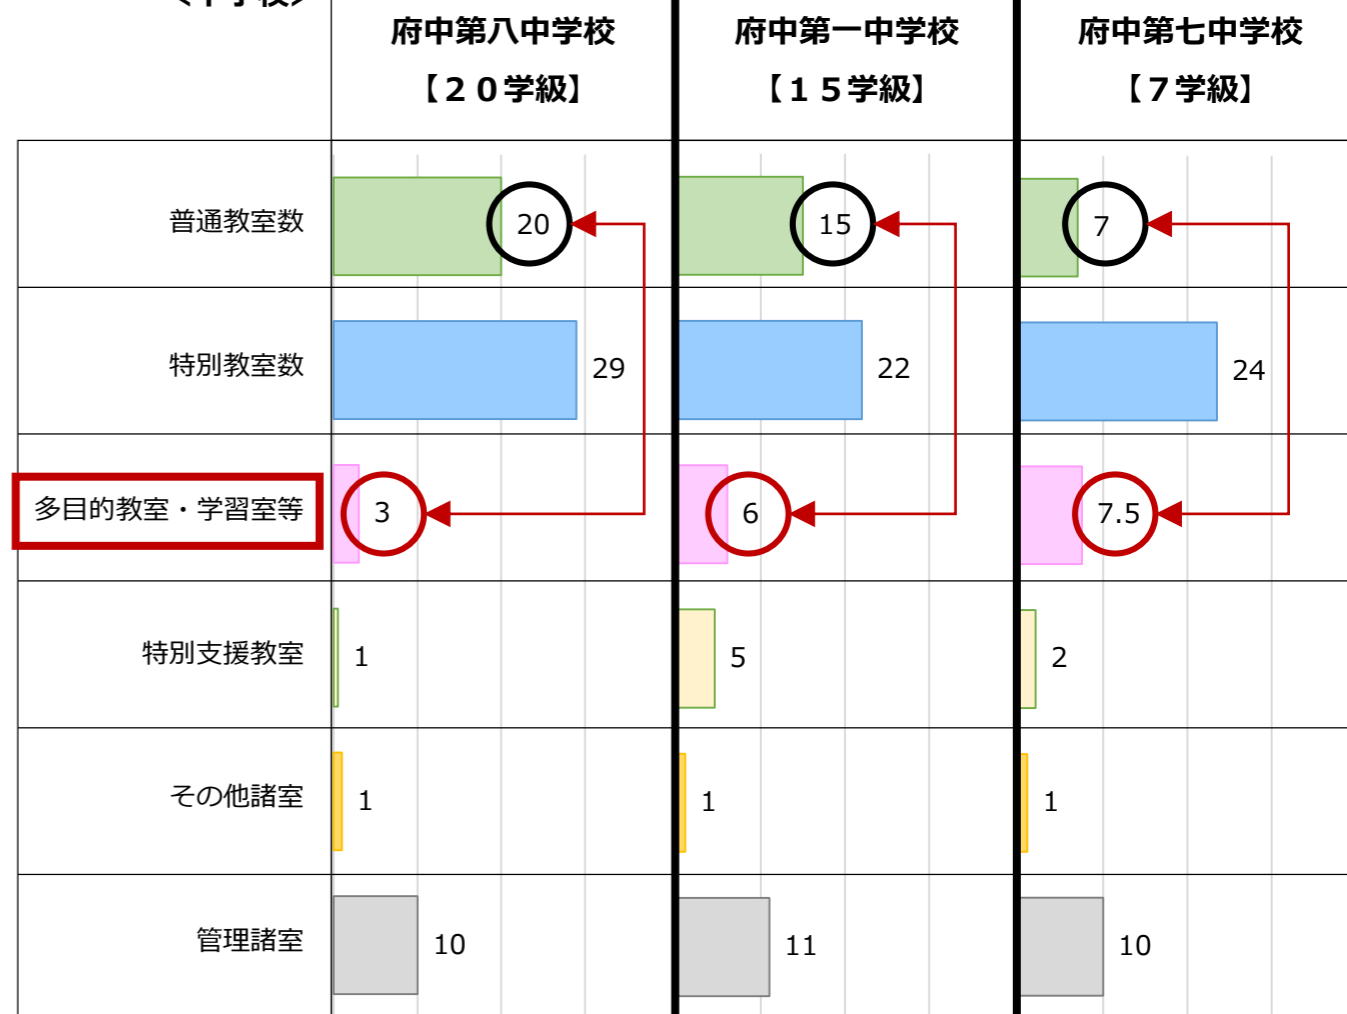 府中第八中学校 府中第一中学校 府中第七中学校
【２０学級】 【１５学級】 【７学級】
普通教室数 20 15 7
特別教室数 29 22 24
多目的教室・学習室等 3 6 7.5
特別支援教室 1 5 2
その他諸室 1 1 1
管理諸室 10 11 10